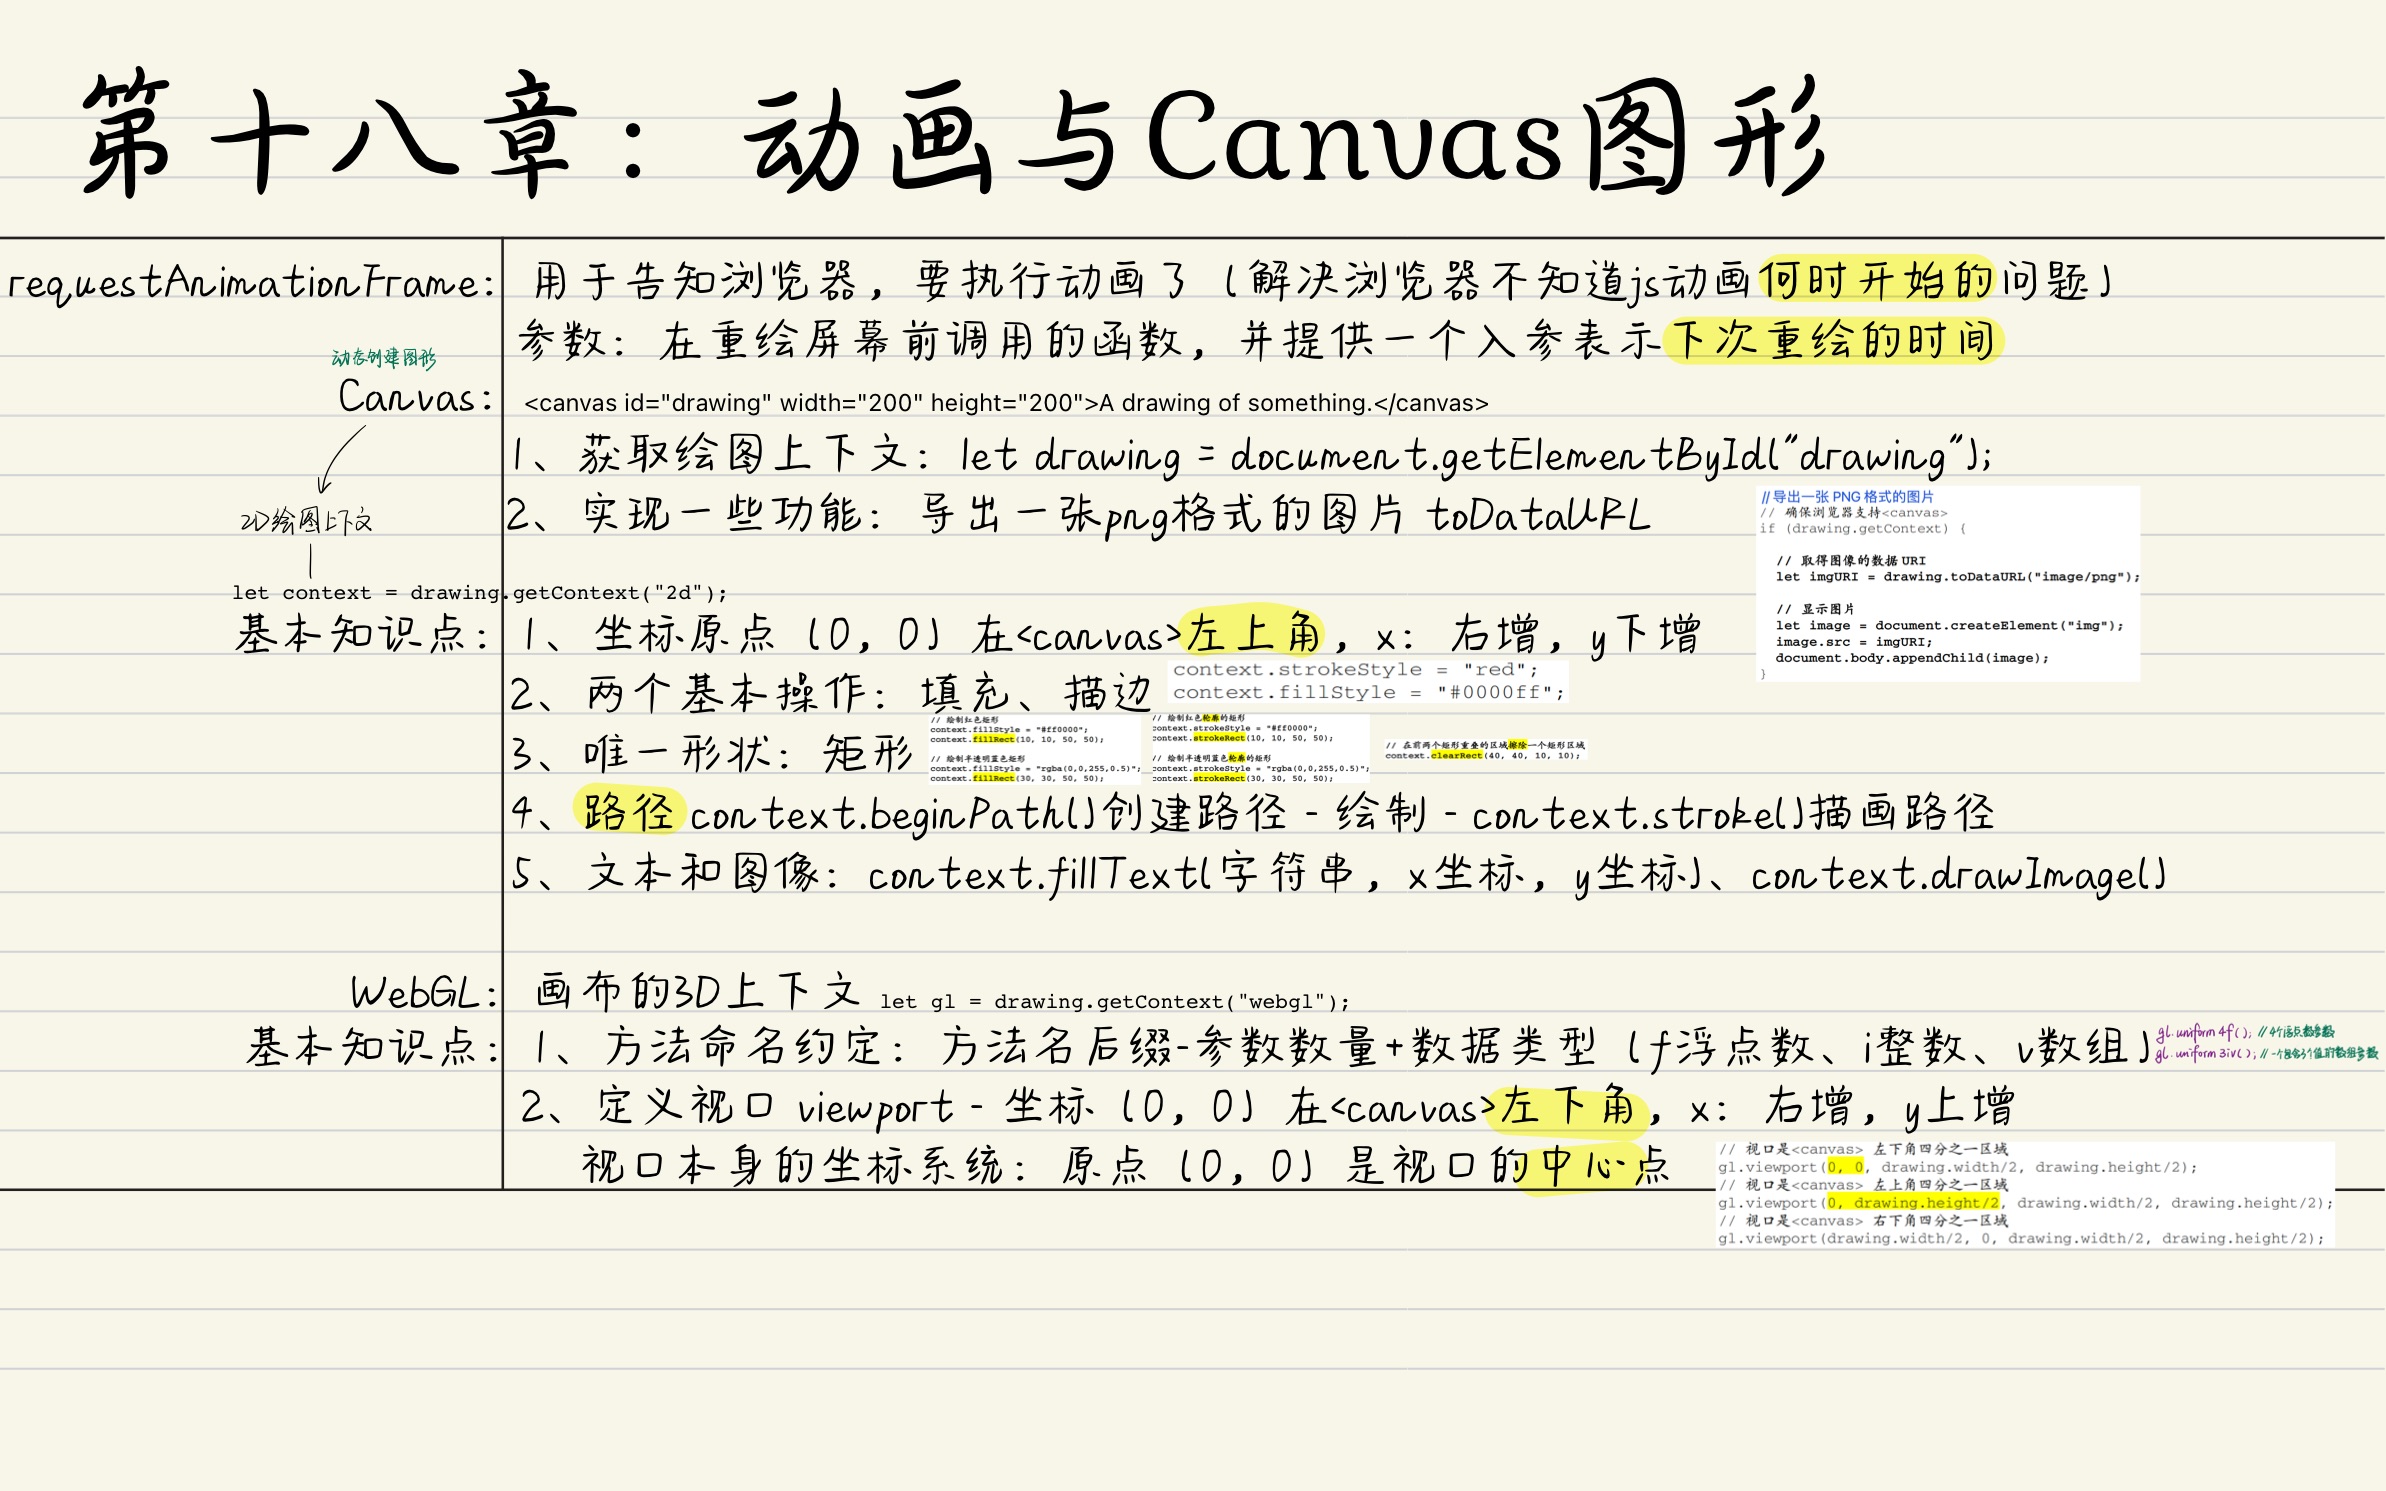 第十八章：动画与Canvas图形
requestAnimationFrame: 用于告知浏览器，要执行动画了（解决浏览器不知道js动画何时开始的问题）
参数：在重绘屏幕前调用的函数，并提供一个入参表示下次重绘的时间
动态创建图形
Canvas: <canvas id="drawing" width="200" height="200">A drawing of something.</canvas>
1、获取绘图上下文：let drawing = document.getElementById("drawing");
2、实现一些功能：导出一张png格式的图片 toDataURL
//导出一张 PNG 格式的图片
// 确保浏览器支持<canvas>
if (drawing.getContext) {
// 取得图像的数据 URI
let imgURI = drawing.toDataURL("image/png");
// 显示图片
let image = document.createElement("img");
image.src = imgURI;
document.body.appendChild(image);
}
2D绘图上下文
let context = drawing.getContext("2d");
基本知识点：1、坐标原点（0，0）在<canvas>左上角，x：右增，y下增
2、两个基本操作：填充、描边
context.strokeStyle = "red";
context.fillStyle = "#0000ff";
3、唯一形状：矩形
// 绘制红色矩形
context.fillStyle = "#ff0000";
context.fillRect(10, 10, 50, 50);
// 绘制半透明蓝色矩形
context.fillStyle = "rgba(0,0,255,0.5)";
context.fillRect(30, 30, 50, 50);
// 绘制红色轮廓的矩形
context.strokeStyle = "#ff0000";
context.strokeRect(10, 10, 50, 50);
// 绘制半透明蓝色轮廓的矩形
context.strokeStyle = "rgba(0,0,255,0.5)";
context.strokeRect(30, 30, 50, 50);
// 在前两个矩形重叠的区域擦除一个矩形区域
context.clearRect(40, 40, 10, 10);
4、路径 context.beginPath()创建路径 - 绘制 - context.stroke()描画路径
5、文本和图像：context.fillText(字符串，x坐标，y坐标)、context.drawImage()
WebGL: 画布的3D上下文 let gl = drawing.getContext("webgl");
基本知识点：1、方法命名约定：方法名后缀-参数数量+数据类型（f浮点数、i整数、v数组）
gl.uniform4f(); //4个浮点数参数
gl.uniform3iv(); //一个包含3个值的数组参数
2、定义视口 viewport - 坐标（0，0）在<canvas>左下角，x：右增，y上增
视口本身的坐标系统：原点（0，0）是视口的中心点
// 视口是<canvas> 左下角四分之一区域
gl.viewport(0, 0, drawing.width/2, drawing.height/2);
// 视口是<canvas> 左上角四分之一区域
gl.viewport(0, drawing.height/2, drawing.width/2, drawing.height/2);
// 视口是<canvas> 右下角四分之一区域
gl.viewport(drawing.width/2, 0, drawing.width/2, drawing.height/2);